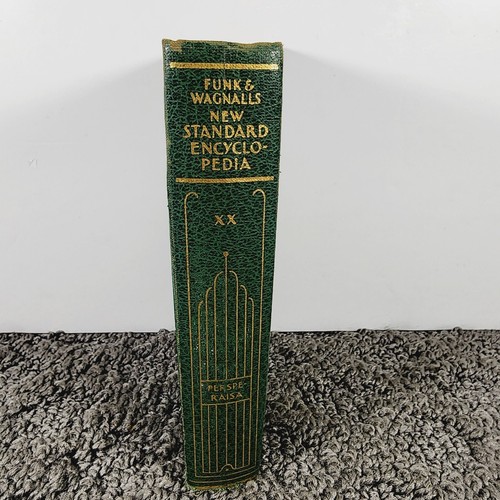 FUNK &
WAGNALLS
NEW
STANDARD
ENCYCLO-
PEDIA
XX
PERSPE-
RAISA